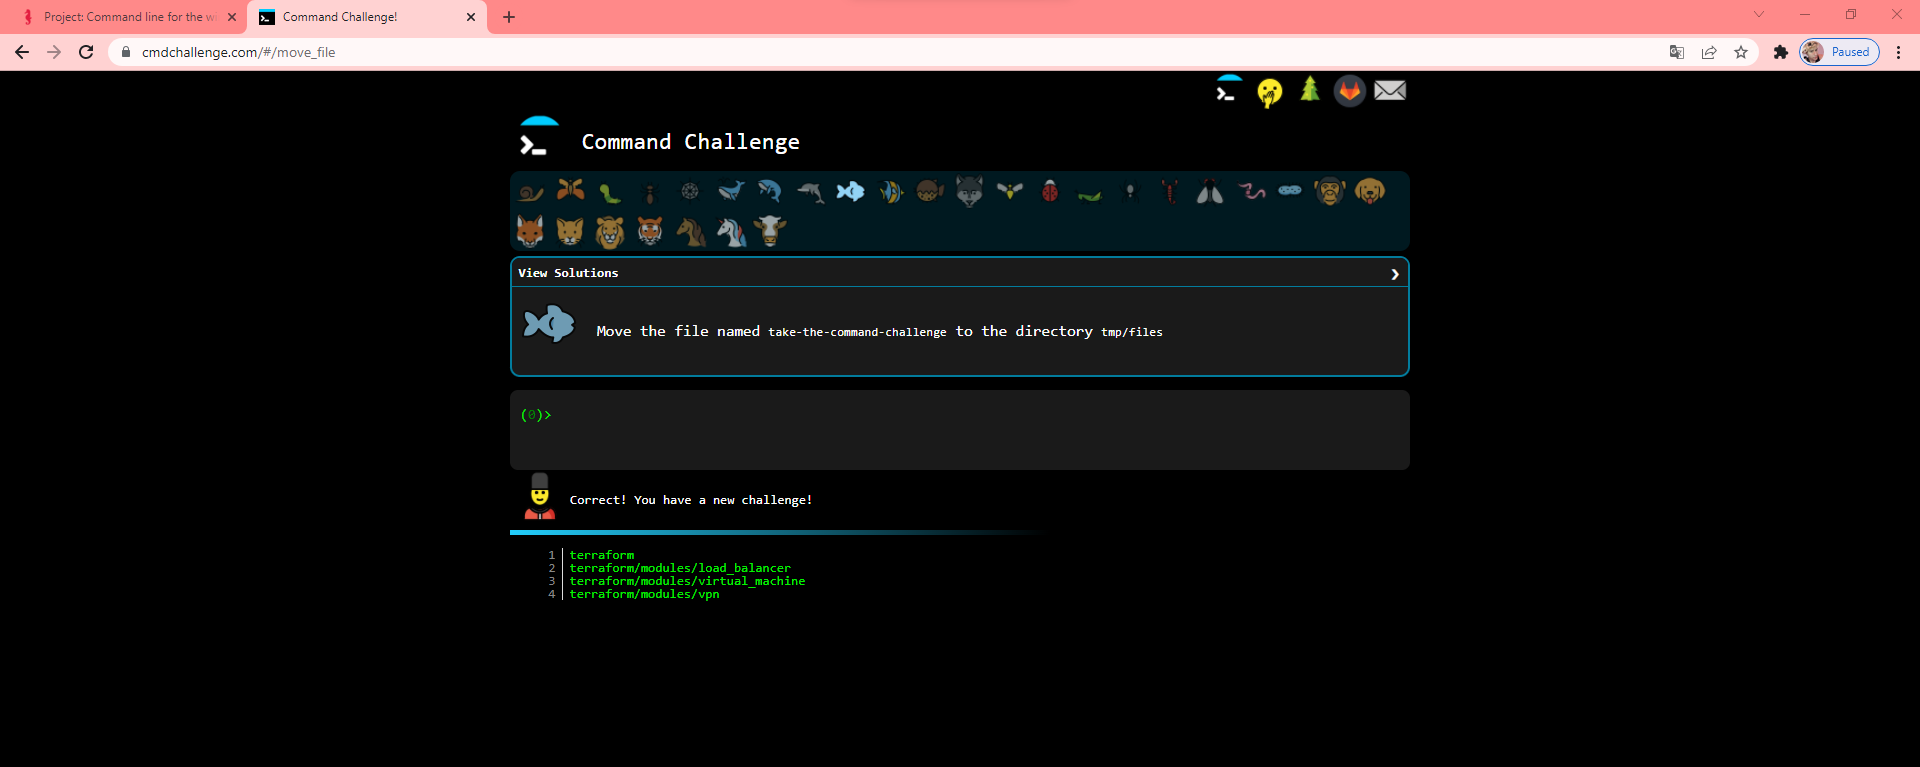 Project: Command line for the w
Command Challenge!
cmdchallenge.com/#/move_file
Paused
Command Challenge
View Solutions
Move the file named take-the-command-challenge to the directory tmp/files
(0)>
Correct! You have a new challenge!
1 terraform
2 terraform/modules/load_balancer
3 terraform/modules/virtual_machine
4 terraform/modules/vpn